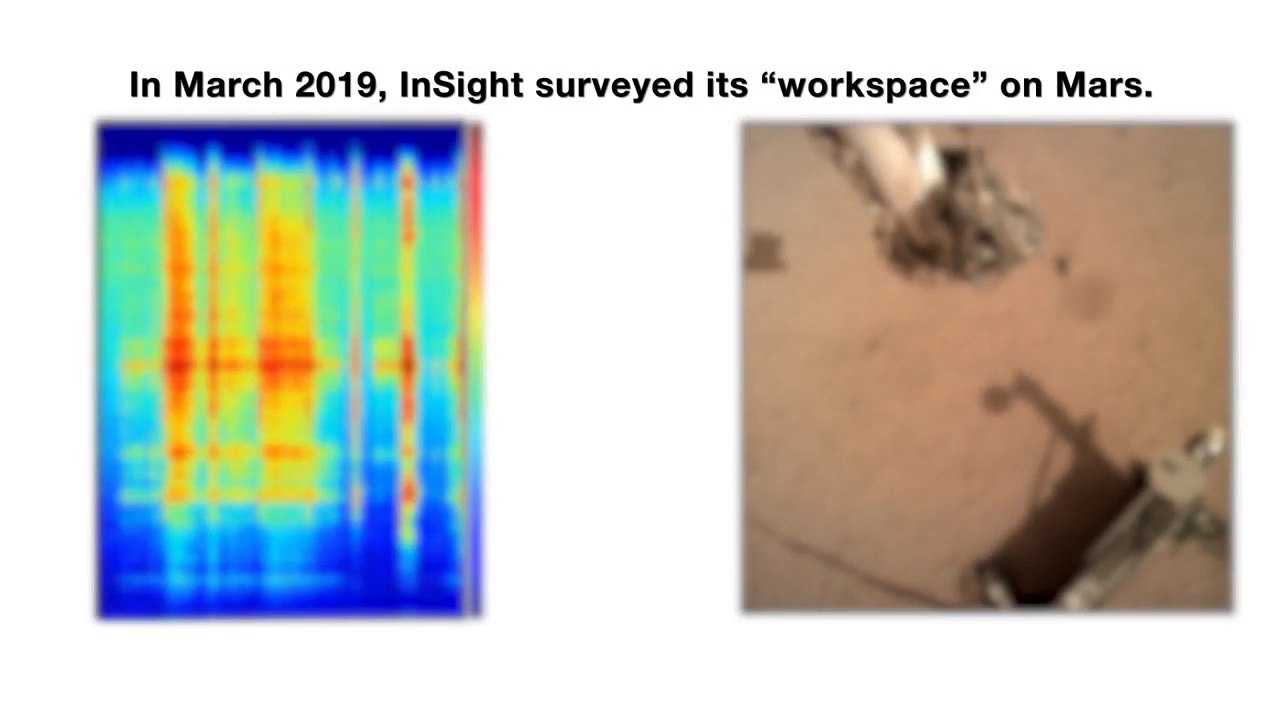 In March 2019, InSight surveyed its “workspace” on Mars.